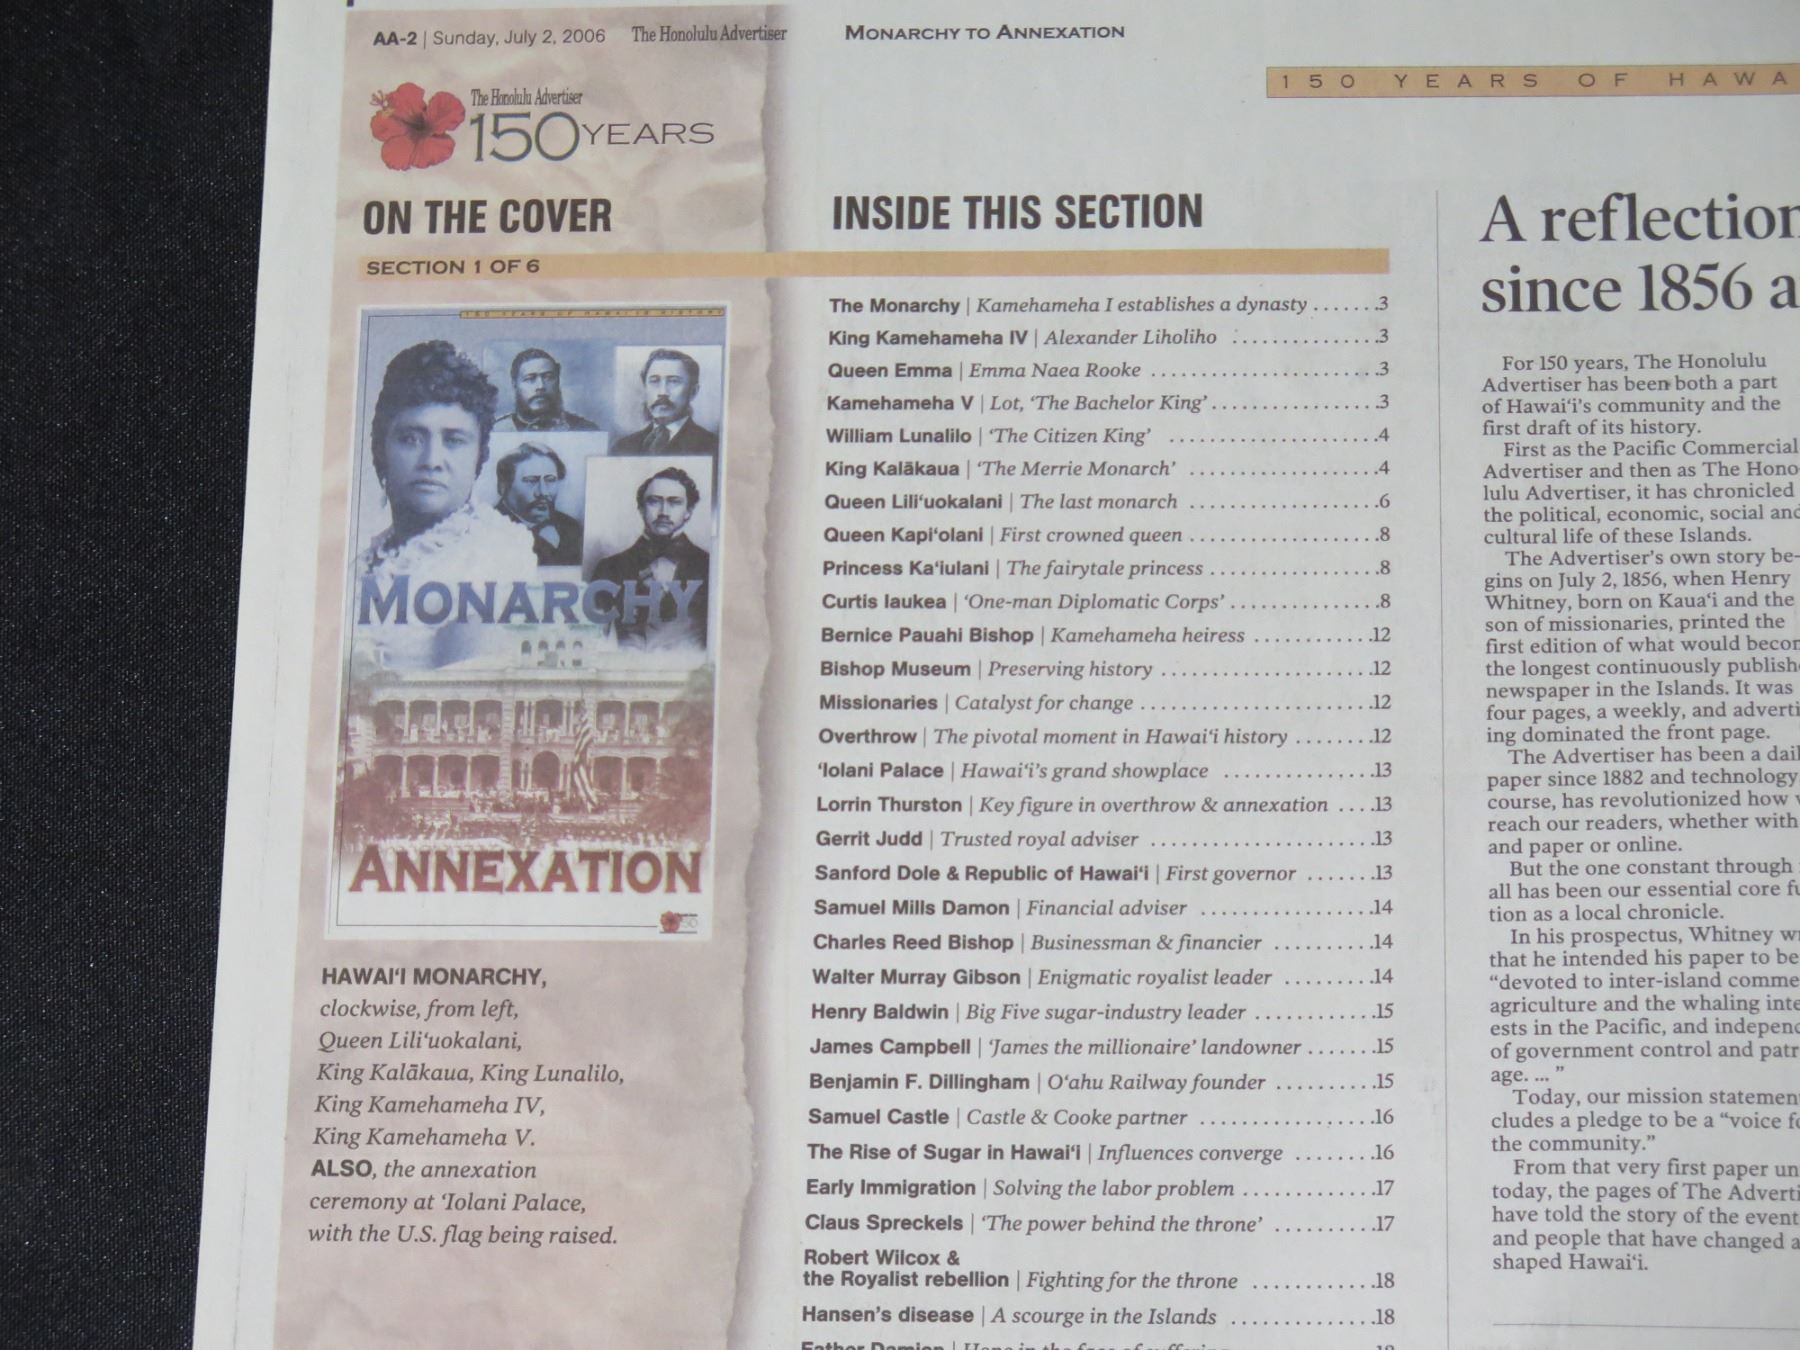 AA-2 | Sunday, July 2, 2006 The Honolulu Advertiser
MONARCHY TO ANNEXATION
150 YEARS OF HAWA
The Honolulu Advertiser
150 YEARS
ON THE COVER
SECTION 1 OF 6
150 YEARS OF HAWAI'I'S HISTORY
MONARCHY
ANNEXATION
150
HAWAI‘I MONARCHY,
clockwise, from left,
Queen Lili‘uokalani,
King Kalākaua, King Lunalilo,
King Kamehameha IV,
King Kamehameha V.
ALSO, the annexation
ceremony at ‘Iolani Palace,
with the U.S. flag being raised.
INSIDE THIS SECTION
The Monarchy | Kamehameha I establishes a dynasty .......3
King Kamehameha IV | Alexander Liholiho ..............3
Queen Emma | Emma Naea Rooke ......................3
Kamehameha V | Lot, ‘The Bachelor King’................3
William Lunalilo | ‘The Citizen King’ ....................4
King Kalākaua | ‘The Merrie Monarch’ ..................4
Queen Lili‘uokalani | The last monarch ..................6
Queen Kapi‘olani | First crowned queen ..................8
Princess Ka‘iulani | The fairytale princess ................8
Curtis Iaukea | ‘One-man Diplomatic Corps’..............8
Bernice Pauahi Bishop | Kamehameha heiress ...........12
Bishop Museum | Preserving history ....................12
Missionaries | Catalyst for change ......................12
Overthrow | The pivotal moment in Hawai‘i history ........12
‘Iolani Palace | Hawai‘i’s grand showplace ..............13
Lorrin Thurston | Key figure in overthrow & annexation ....13
Gerrit Judd | Trusted royal adviser ......................13
Sanford Dole & Republic of Hawai‘i | First governor .......13
Samuel Mills Damon | Financial adviser .................14
Charles Reed Bishop | Businessman & financier ..........14
Walter Murray Gibson | Enigmatic royalist leader .........14
Henry Baldwin | Big Five sugar-industry leader ............15
James Campbell | ‘James the millionaire’ landowner .......15
Benjamin F. Dillingham | O‘ahu Railway founder ..........15
Samuel Castle | Castle & Cooke partner .................16
The Rise of Sugar in Hawai‘i | Influences converge ........16
Early Immigration | Solving the labor problem .............17
Claus Spreckels | ‘The power behind the throne’ ..........17
Robert Wilcox &
the Royalist rebellion | Fighting for the throne ............18
Hansen’s disease | A scourge in the Islands ..............18
Father Damien | Hope in the face of suffering
A reflection
since 1856 a
For 150 years, The Honolulu
Advertiser has been both a part
of Hawai‘i’s community and the
first draft of its history.
First as the Pacific Commercial
Advertiser and then as The Hono-
lulu Advertiser, it has chronicled
the political, economic, social and
cultural life of these Islands.
The Advertiser’s own story be-
gins on July 2, 1856, when Henry
Whitney, born on Kaua‘i and the
son of missionaries, printed the
first edition of what would becom
the longest continuously publish
newspaper in the Islands. It was
four pages, a weekly, and adverti
ing dominated the front page.
The Advertiser has been a dail
paper since 1882 and technology
course, has revolutionized how
reach our readers, whether with
and paper or online.
But the one constant through
all has been our essential core fu
tion as a local chronicle.
In his prospectus, Whitney wr
that he intended his paper to be
“devoted to inter-island comme
agriculture and the whaling inte
ests in the Pacific, and independ
of government control and patr
age. ... ”
Today, our mission statement
cludes a pledge to be a “voice fo
the community.”
From that very first paper un
today, the pages of The Adverti
have told the story of the event
and people that have changed a
shaped Hawai‘i.